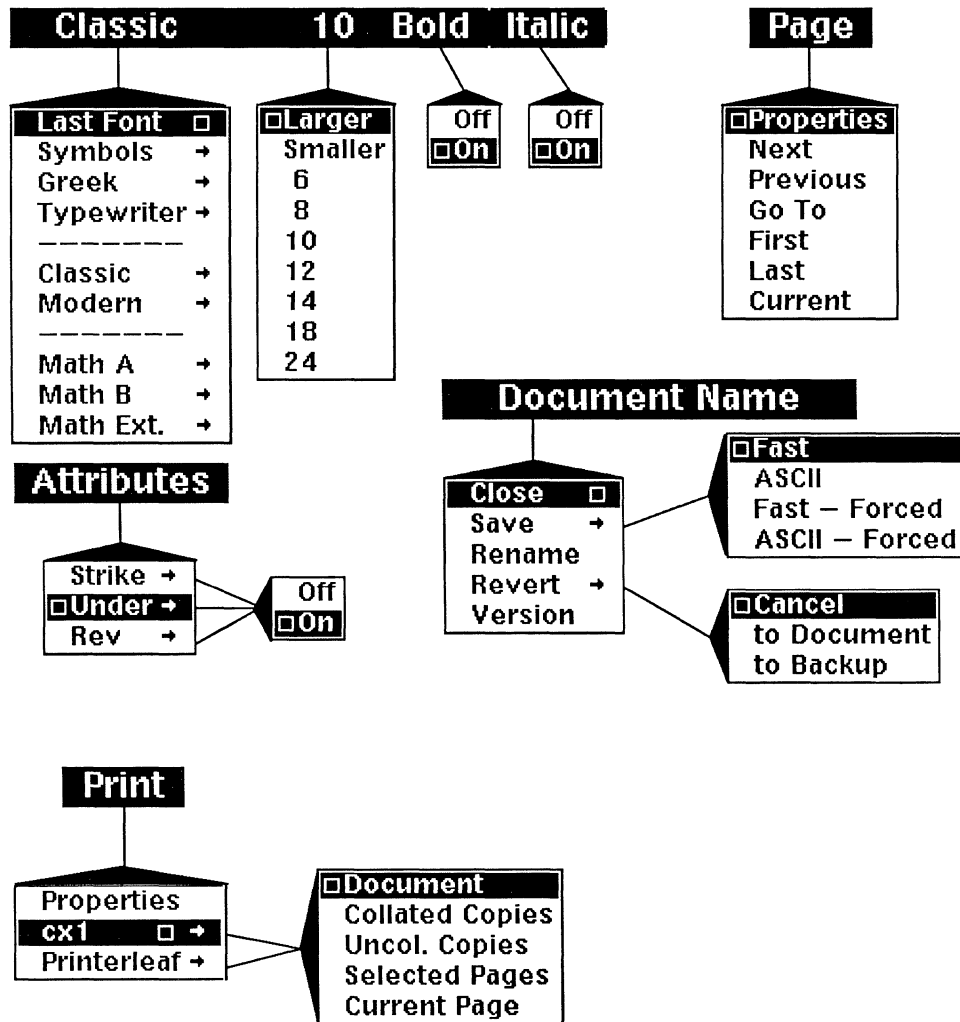 Classic 10 Bold Italic
Last Font
Symbols →
Greek →
Typewriter →
-------
Classic →
Modern →
-------
Math A →
Math B →
Math Ext. →
Larger
Smaller
6
8
10
12
14
18
24
Off
On
Off
On
Page
Properties
Next
Previous
Go To
First
Last
Current
Document Name
Close
Save →
Rename
Revert →
Version
Fast
ASCII
Fast – Forced
ASCII – Forced
Cancel
to Document
to Backup
Attributes
Strike →
Under →
Rev →
Off
On
Print
Properties
cx1 →
Printerleaf →
Document
Collated Copies
Uncol. Copies
Selected Pages
Current Page